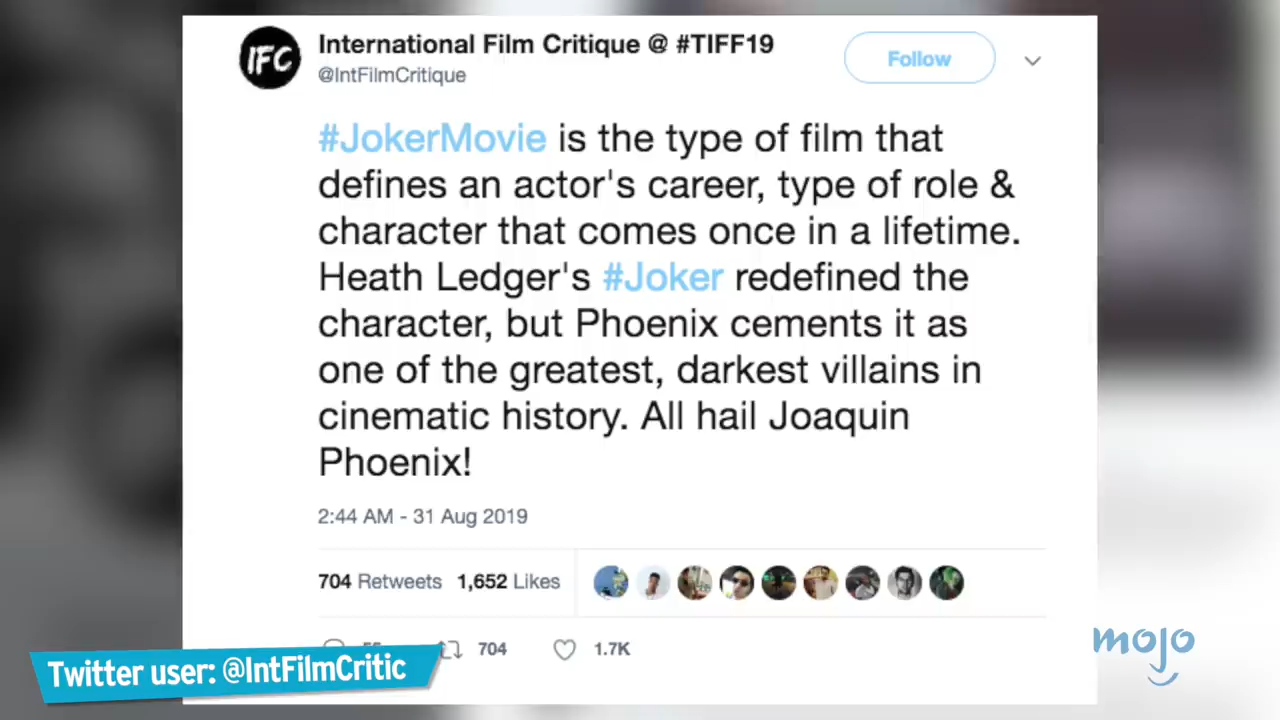 IFC
International Film Critique @ #TIFF19
@IntFilmCritique
Follow
#JokerMovie is the type of film that
defines an actor's career, type of role &
character that comes once in a lifetime.
Heath Ledger's #Joker redefined the
character, but Phoenix cements it as
one of the greatest, darkest villains in
cinematic history. All hail Joaquin
Phoenix!
2:44 AM - 31 Aug 2019
704 Retweets 1,652 Likes
704 1.7K
Twitter user: @IntFilmCritic
mojo